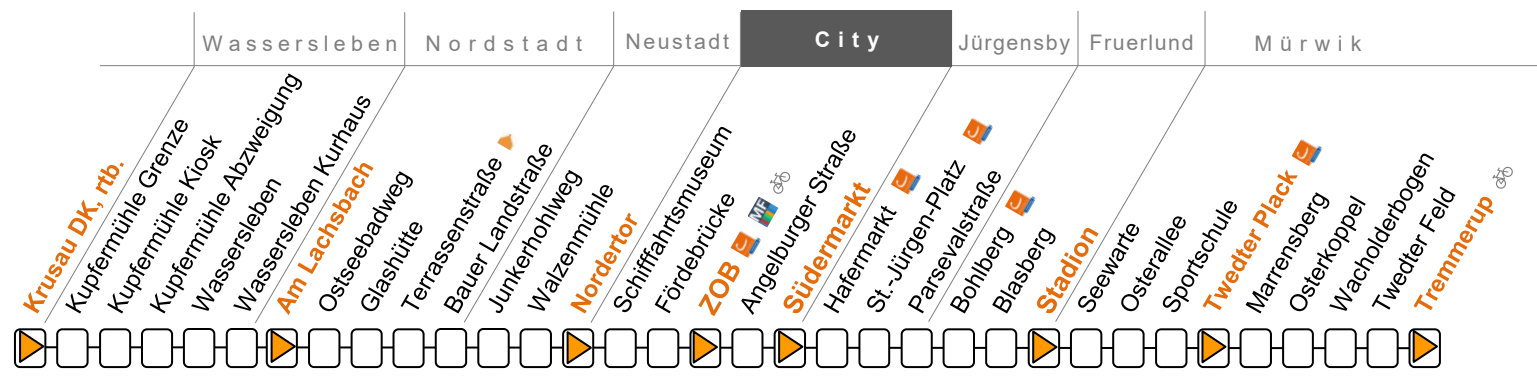 Wassersleben
Nordstadt
Neustadt
City
Jürgensby
Fruerlund
Mürwik
Krusau DK, rtb.
Kupfermühle Grenze
Kupfermühle Kiosk
Kupfermühle Abzweigung
Wassersleben
Wassersleben Kurhaus
Am Lachsbach
Ostseebadweg
Glashütte
Terrassenstraße
Bauer Landstraße
Junkerhohlweg
Walzenmühle
Nordertor
Schifffahrtsmuseum
Fördebrücke
ZOB
MF
Angelburger Straße
Südermarkt
Hafermarkt
St.-Jürgen-Platz
Parsevalstraße
Bohlberg
Blasberg
Stadion
Seewarte
Osterallee
Sportschule
Twedter Plack
Marrensberg
Osterkoppel
Wacholderbogen
Twedter Feld
Tremmerup